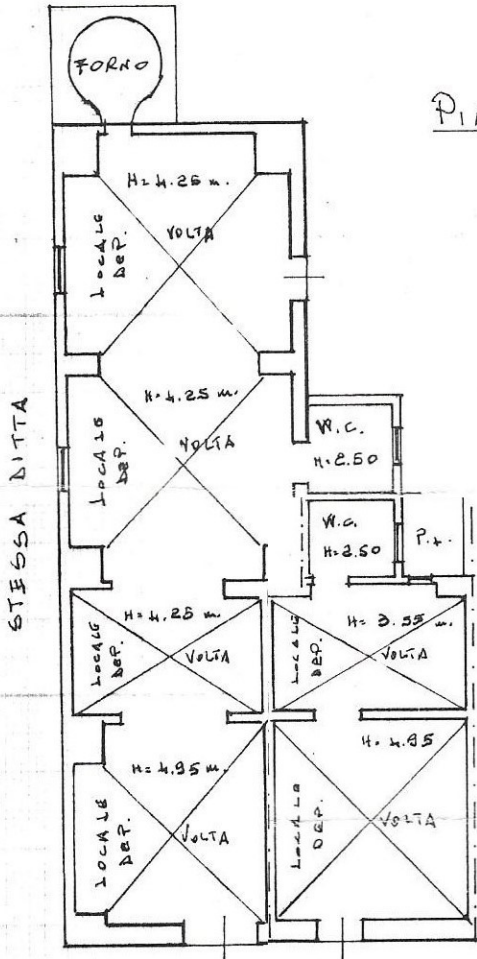 FORNO
H= 4.25 m.
VOLTA
LOCALE
DEP.
H= 4.25 m.
VOLTA
LOCALE
DEP.
W.C.
H= 2.50
W.C.
H= 2.50
STESSA DITTA
H= 4.25 m.
VOLTA
LOCALE
DEP.
H= 3.55 m.
VOLTA
LOCALE
DEP.
H= 4.95 m.
VOLTA
LOCALE
DEP.
H= 4.95
VOLTA
LOCALE
DEP.